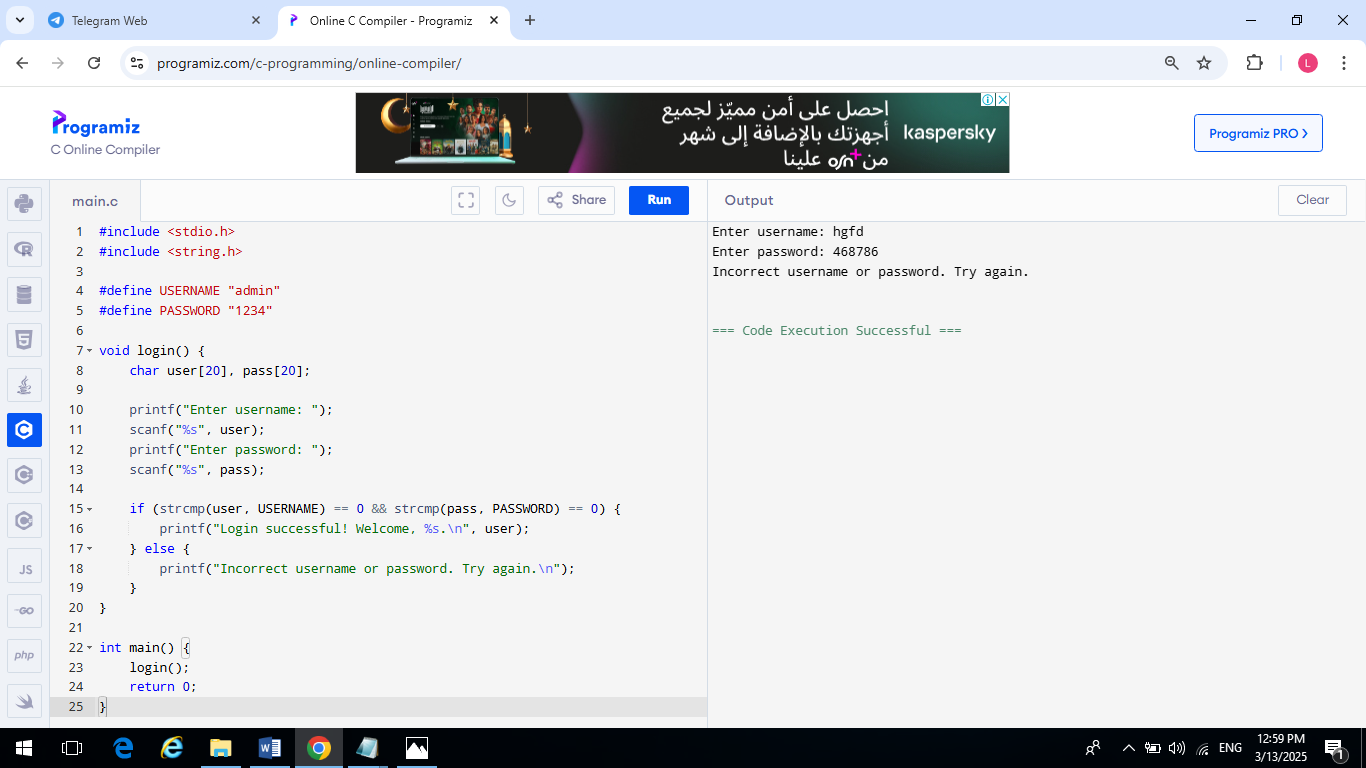 Telegram Web
Online C Compiler - Programiz
programiz.com/c-programming/online-compiler/
L
Programiz
C Online Compiler
احصل على أمن مميّز لجميع
أجهزتك بالإضافة إلى شهر
من osn+ علينا
kaspersky
Programiz PRO >
main.c
Share
Run
Output
Clear
1 #include <stdio.h>
2 #include <string.h>
3
4 #define USERNAME "admin"
5 #define PASSWORD "1234"
6
7 void login() {
8     char user[20], pass[20];
9
10     printf("Enter username: ");
11     scanf("%s", user);
12     printf("Enter password: ");
13     scanf("%s", pass);
14
15     if (strcmp(user, USERNAME) == 0 && strcmp(pass, PASSWORD) == 0) {
16         printf("Login successful! Welcome, %s.\n", user);
17     } else {
18         printf("Incorrect username or password. Try again.\n");
19     }
20 }
21
22 int main() {
23     login();
24     return 0;
25 }
Enter username: hgfd
Enter password: 468786
Incorrect username or password. Try again.
=== Code Execution Successful ===
JS
GO
php
ENG
12:59 PM
3/13/2025
1